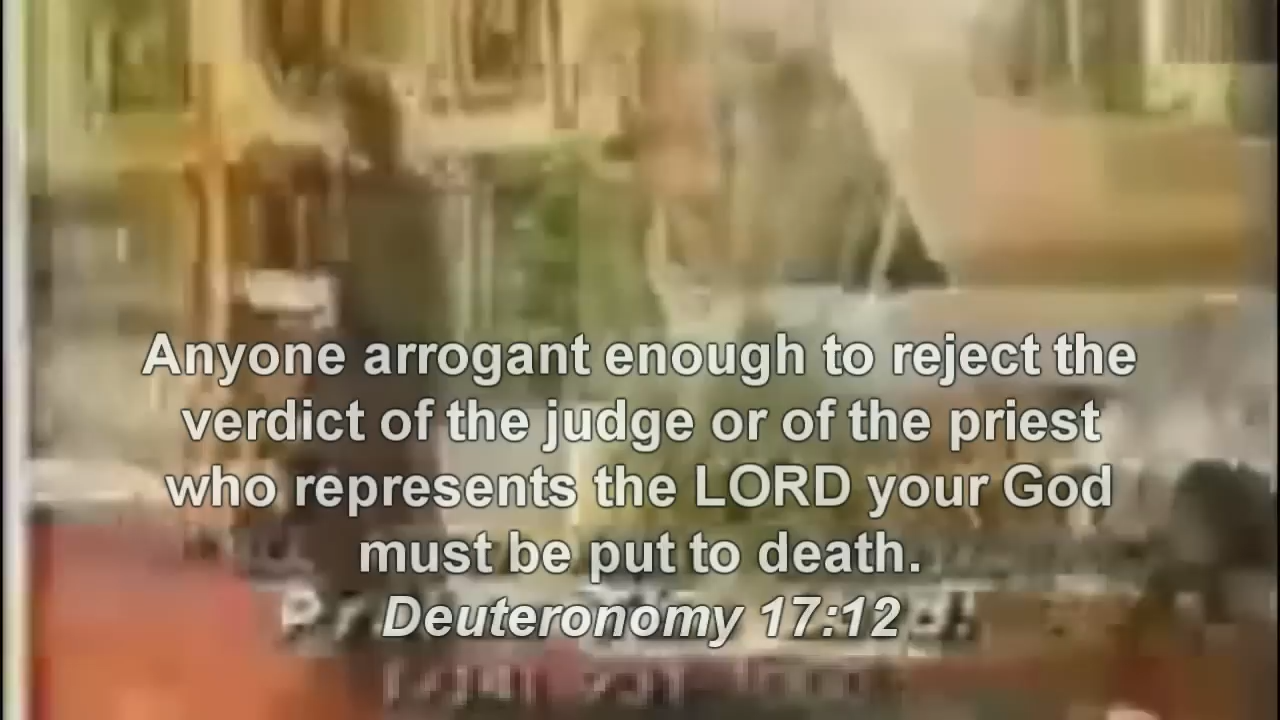 Anyone arrogant enough to reject the
verdict of the judge or of the priest
who represents the LORD your God
must be put to death.
Deuteronomy 17:12